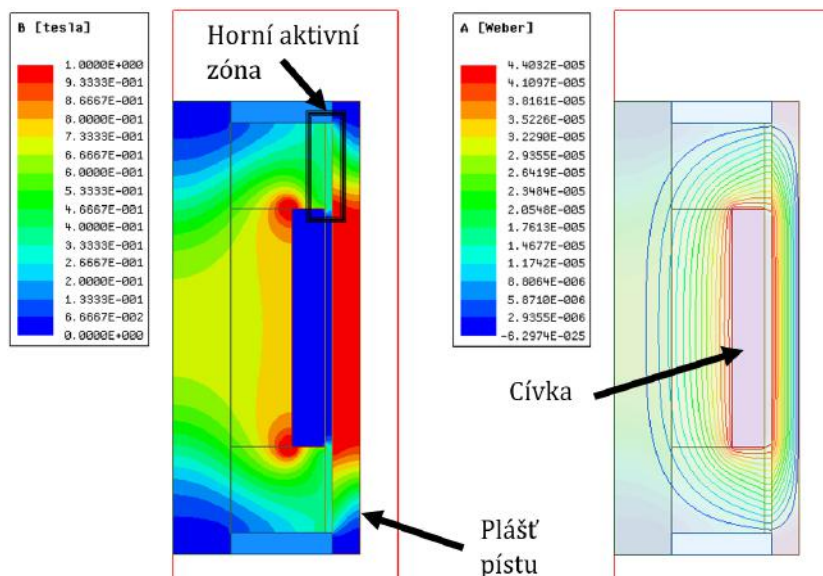 B [tesla]
1.0000E+000
9.3333E-001
8.6667E-001
8.0000E-001
7.3333E-001
6.6667E-001
6.0000E-001
5.3333E-001
4.6667E-001
4.0000E-001
3.3333E-001
2.6667E-001
2.0000E-001
1.3333E-001
6.6667E-002
0.0000E+000
Horní aktivní
zóna
Plášť
pístu
A [Weber]
4.4032E-005
4.1097E-005
3.8161E-005
3.5226E-005
3.2290E-005
2.9355E-005
2.6419E-005
2.3484E-005
2.0548E-005
1.7613E-005
1.4677E-005
1.1742E-005
8.8064E-006
5.8710E-006
2.9355E-006
-6.2974E-025
Cívka